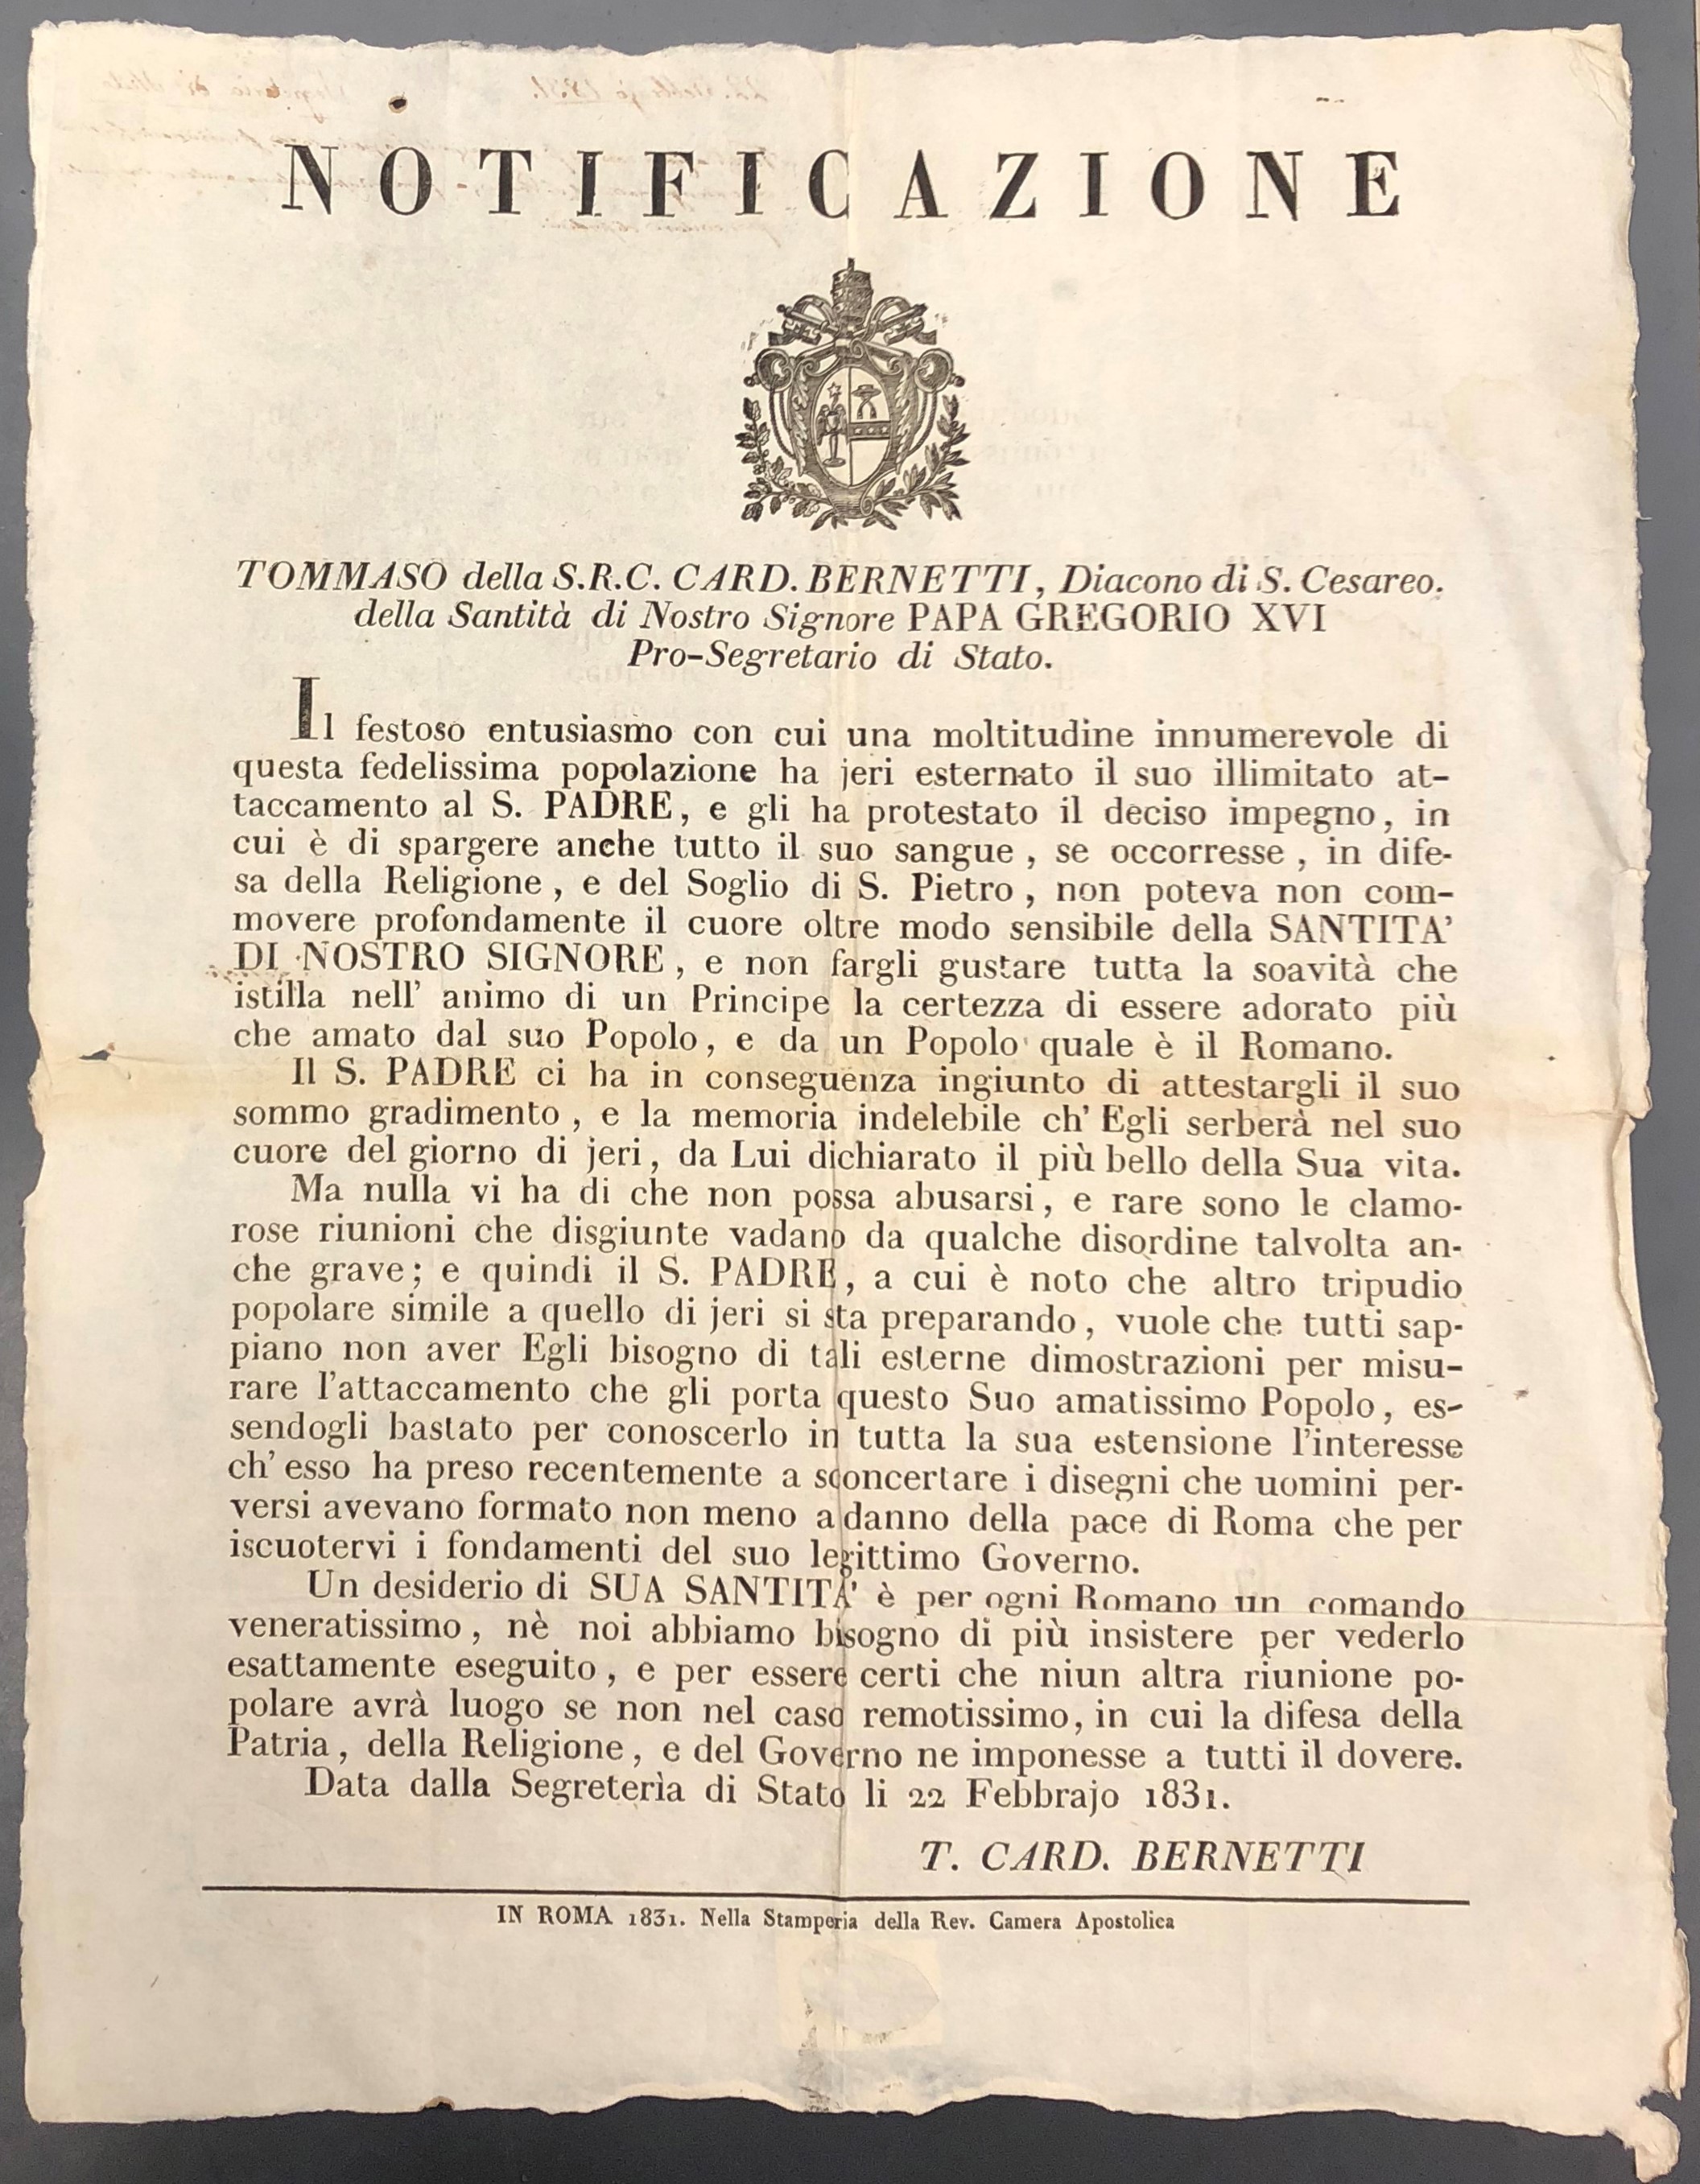 NOTIFICAZIONE
TOMMASO della S.R.C. CARD. BERNETTI, Diacono di S. Cesareo.
della Santità di Nostro Signore PAPA GREGORIO XVI
Pro-Segretario di Stato.
Il festoso entusiasmo con cui una moltitudine innumerevole di
questa fedelissima popolazione ha jeri esternato il suo illimitato at-
taccamento al S. PADRE, e gli ha protestato il deciso impegno, in
cui è di spargere anche tutto il suo sangue, se occorresse, in dife-
sa della Religione, e del Soglio di S. Pietro, non poteva non com-
movere profondamente il cuore oltre modo sensibile della SANTITA'
DI NOSTRO SIGNORE, e non fargli gustare tutta la soavità che
istilla nell' animo di un Principe la certezza di essere adorato più
che amato dal suo Popolo, e da un Popolo quale è il Romano.
Il S. PADRE ci ha in conseguenza ingiunto di attestargli il suo
sommo gradimento, e la memoria indelebile ch' Egli serberà nel suo
cuore del giorno di jeri, da Lui dichiarato il più bello della Sua vita.
Ma nulla vi ha di che non possa abusarsi, e rare sono le clamo-
rose riunioni che disgiunte vadano da qualche disordine talvolta an-
che grave; e quindi il S. PADRE, a cui è noto che altro tripudio
popolare simile a quello di jeri si sta preparando, vuole che tutti sap-
piano non aver Egli bisogno di tali esterne dimostrazioni per misu-
rare l'attaccamento che gli porta questo Suo amatissimo Popolo, es-
sendogli bastato per conoscerlo in tutta la sua estensione l'interesse
ch' esso ha preso recentemente a sconcertare i disegni che uomini per-
versi avevano formato non meno a danno della pace di Roma che per
iscuotervi i fondamenti del suo legittimo Governo.
Un desiderio di SUA SANTITA' è per ogni Romano un comando
veneratissimo, nè noi abbiamo bisogno di più insistere per vederlo
esattamente eseguito, e per essere certi che niun altra riunione po-
polare avrà luogo se non nel caso remotissimo, in cui la difesa della
Patria, della Religione, e del Governo ne imponesse a tutti il dovere.
Data dalla Segreterìa di Stato li 22 Febbrajo 1831.
T. CARD. BERNETTI
IN ROMA 1831. Nella Stamperia della Rev. Camera Apostolica